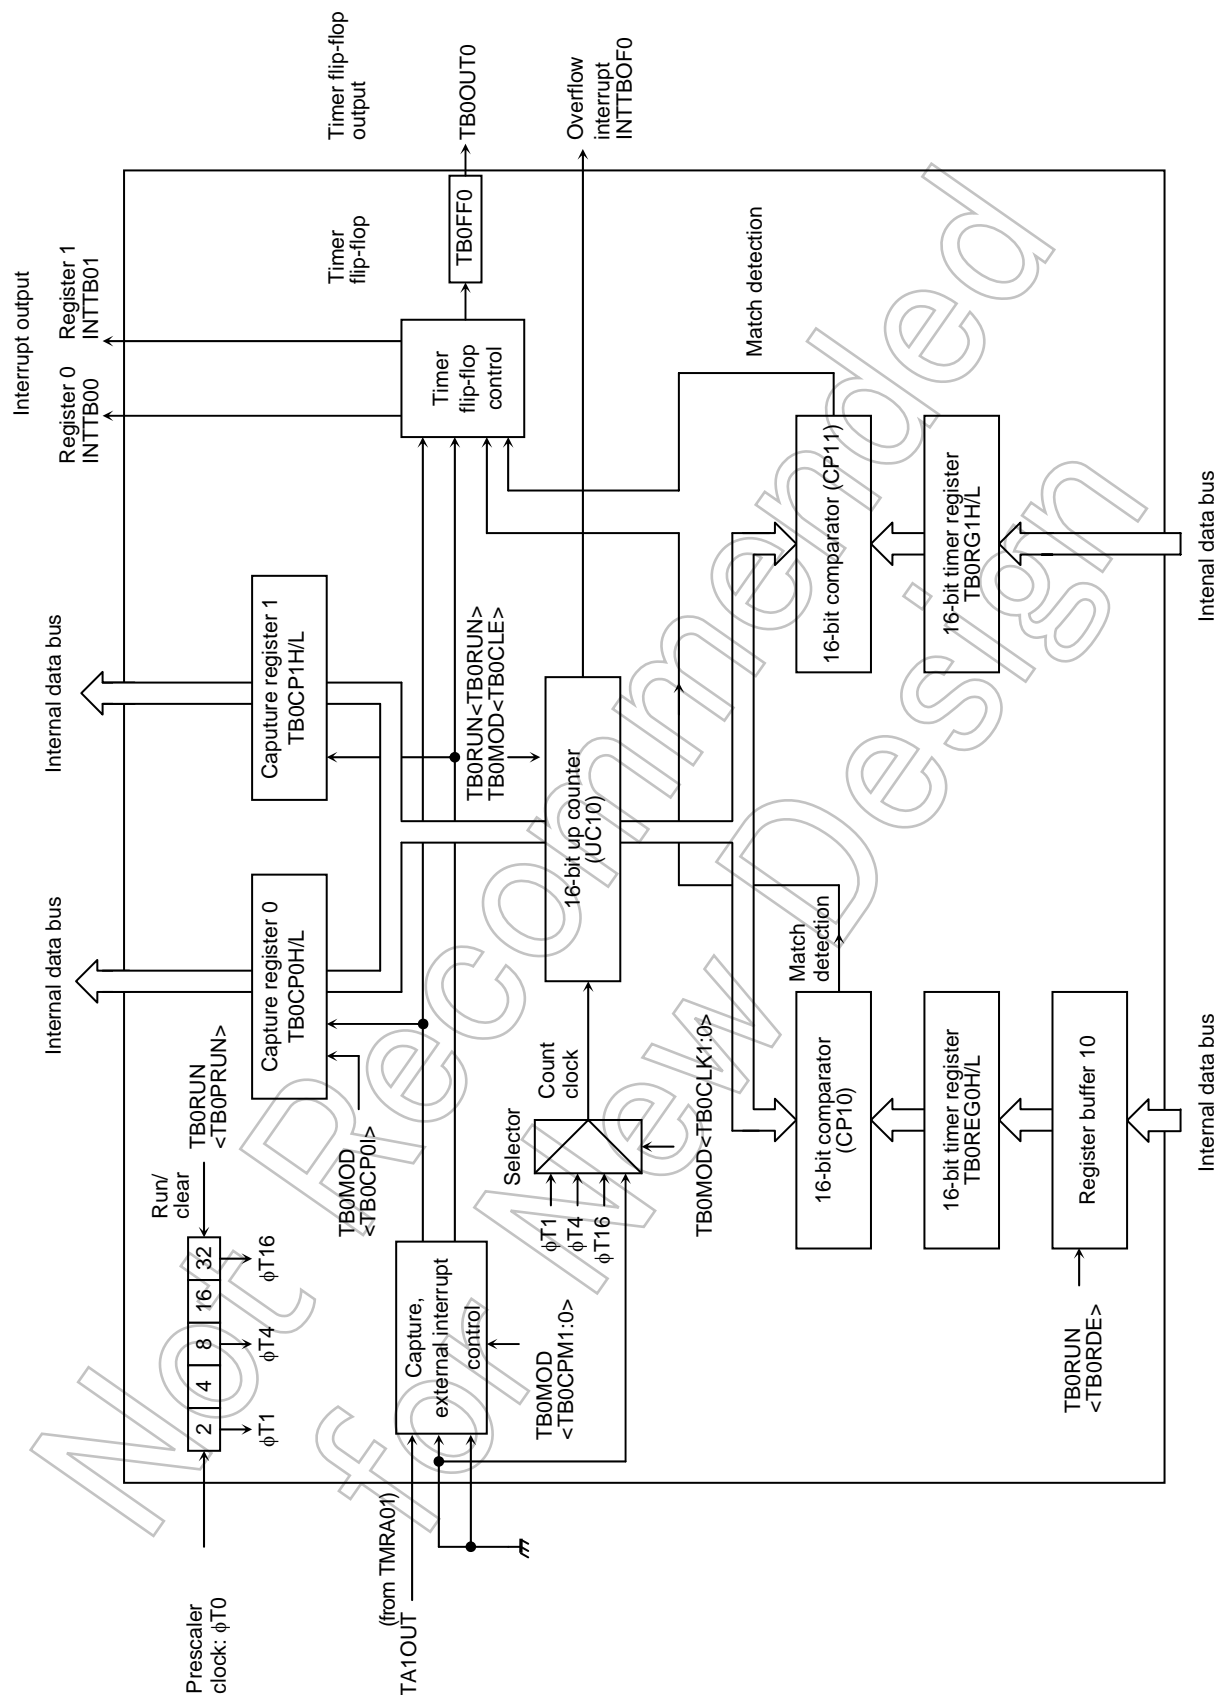 Prescaler
clock: ϕT0
2
4
8
16
32
ϕT1
ϕT4
ϕT16
Run/
clear
TB0RUN
<TB0PRUN>
Internal data bus
Internal data bus
Interrupt output
Register 0
INTTB00
Register 1
INTTB01
Capture register 0
TB0CP0H/L
Caputure register 1
TB0CP1H/L
TB0MOD
<TB0CP0I>
Timer
flip-flop
Timer flip-flop
output
TA1OUT
(from TMRA01)
Capture,
external interrupt
control
TB0MOD
<TB0CPM1:0>
Timer
flip-flop
control
TB0FF0
TB0OUT0
TB0RUN<TB0RUN>
TB0MOD<TB0CLE>
Selector
Count
clock
ϕT1
ϕT4
ϕT16
TB0MOD<TB0CLK1:0>
16-bit up counter
(UC10)
Overflow
interrupt
INTTBOF0
Match
detection
Match detection
16-bit comparator
(CP10)
16-bit comparator (CP11)
16-bit timer register
TB0REG0H/L
16-bit timer register
TB0RG1H/L
Register buffer 10
TB0RUN
<TB0RDE>
Internal data bus
Intenal data bus
Not Recommended
for New Design